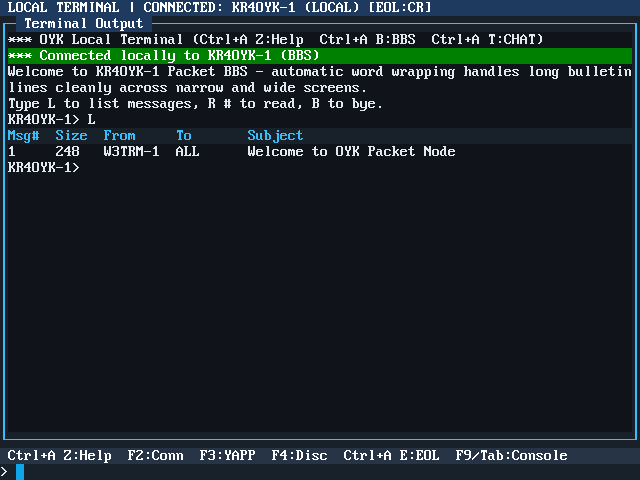 LOCAL TERMINAL | CONNECTED: KR4OYK-1 (LOCAL) [EOL:CR]
Terminal Output
*** OYK Local Terminal (Ctrl+A Z:Help  Ctrl+A B:BBS  Ctrl+A T:CHAT)
*** Connected locally to KR4OYK-1 (BBS)
Welcome to KR4OYK-1 Packet BBS - automatic word wrapping handles long bulletin
lines cleanly across narrow and wide screens.
Type L to list messages, R # to read, B to bye.
KR4OYK-1> L
Msg#  Size  From     To       Subject
1     248   W3TRM-1  ALL      Welcome to OYK Packet Node
KR4OYK-1>
Ctrl+A Z:Help  F2:Conn  F3:YAPP  F4:Disc  Ctrl+A E:EOL  F9/Tab:Console
>